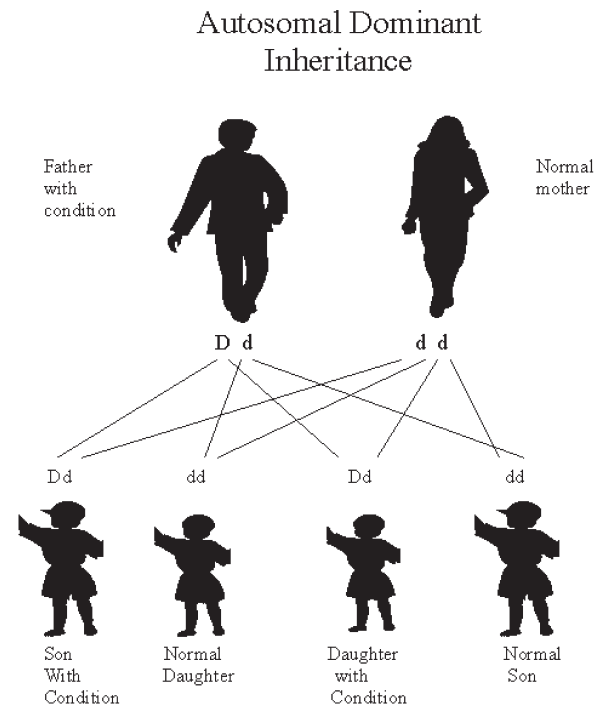 Autosomal Dominant
Inheritance
Father
with
condition
Normal
mother
D d
d d
Dd
dd
Dd
dd
Son
With
Condition
Normal
Daughter
Daughter
with
Condition
Normal
Son